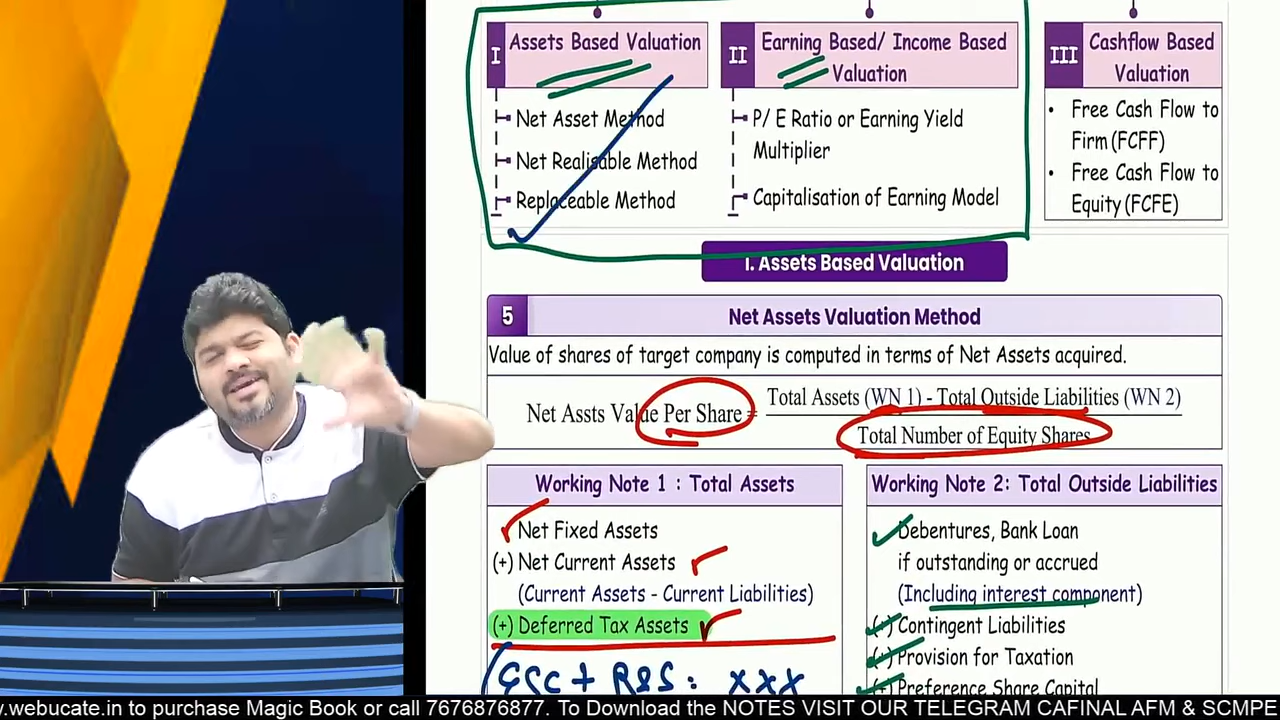 I
Assets Based Valuation
Net Asset Method
Net Realisable Method
Replaceable Method
II
Earning Based/ Income Based
Valuation
P/ E Ratio or Earning Yield
Multiplier
Capitalisation of Earning Model
III
Cashflow Based
Valuation
• Free Cash Flow to
Firm (FCFF)
• Free Cash Flow to
Equity (FCFE)
I. Assets Based Valuation
5
Net Assets Valuation Method
Value of shares of target company is computed in terms of Net Assets acquired.
Net Assts Value Per Share =
Total Assets (WN 1) - Total Outside Liabilities (WN 2)
Total Number of Equity Shares
Working Note 1 : Total Assets
Net Fixed Assets
(+) Net Current Assets
(Current Assets - Current Liabilities)
(+) Deferred Tax Assets
ESC + R&S: xxx
Working Note 2: Total Outside Liabilities
Debentures, Bank Loan
if outstanding or accrued
(Including interest component)
(+) Contingent Liabilities
(+) Provision for Taxation
(+) Preference Share Capital
w.webucate.in to purchase Magic Book or call 7676876877. To Download the NOTES VISIT OUR TELEGRAM CAFINAL AFM & SCMPE